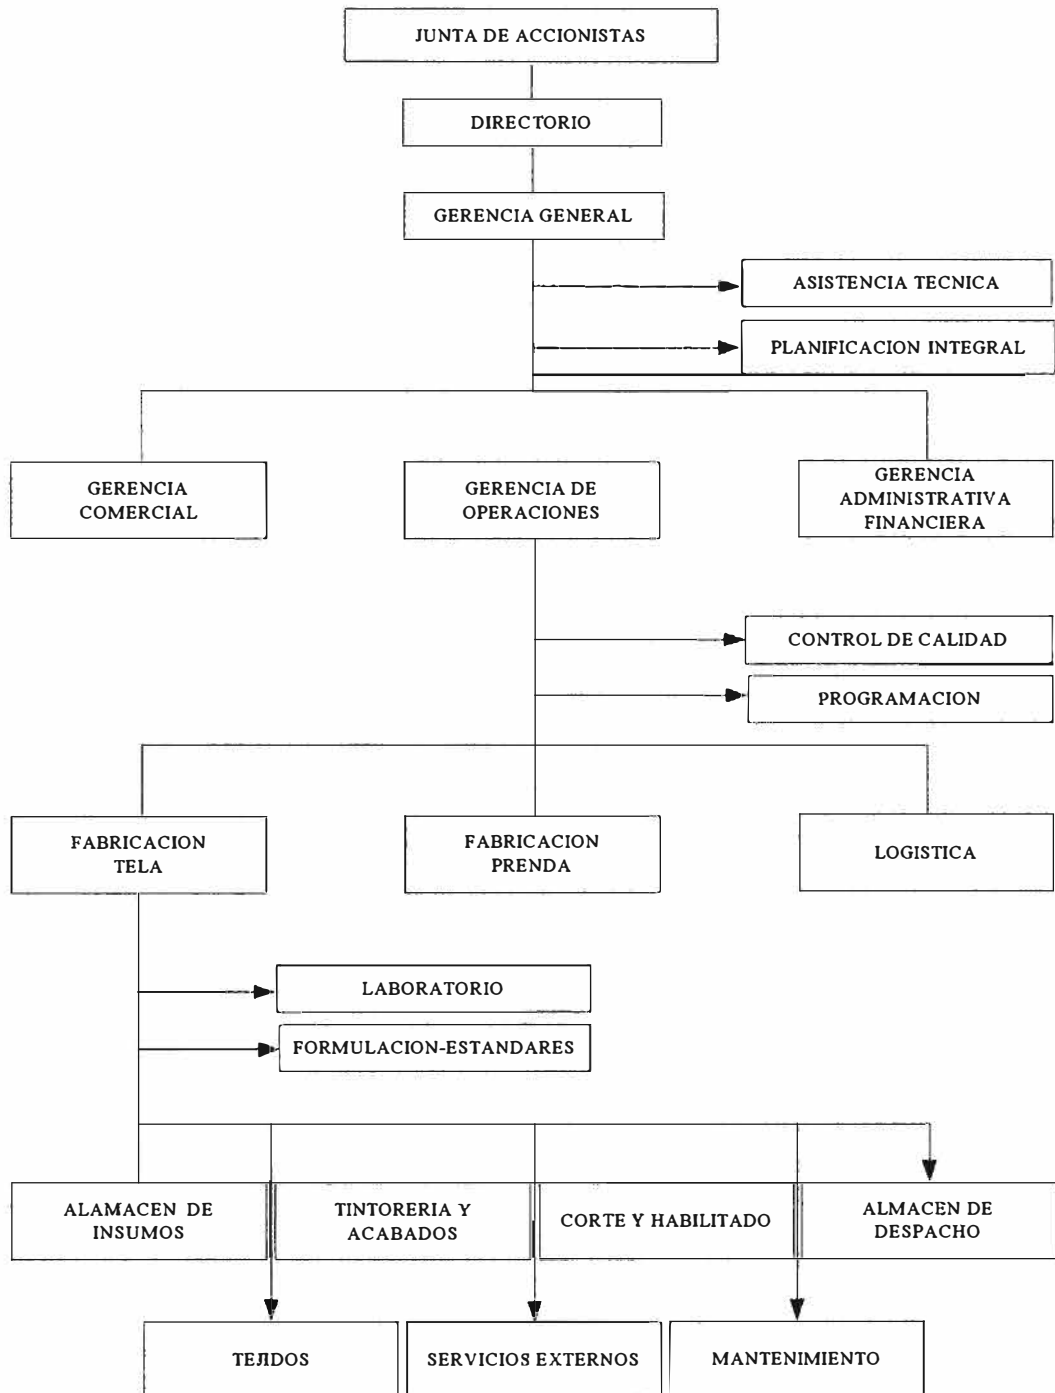 JUNTA DE ACCIONISTAS
DIRECTORIO
GERENCIA GENERAL
ASISTENCIA TECNICA
PLANIFICACION INTEGRAL
GERENCIA
COMERCIAL
GERENCIA DE
OPERACIONES
GERENCIA
ADMINISTRATIVA
FINANCIERA
CONTROL DE CALIDAD
PROGRAMACION
FABRICACION
TELA
FABRICACION
PRENDA
LOGISTICA
LABORATORIO
FORMULACION-ESTANDARES
ALAMACEN DE
INSUMOS
TINTORERIA Y
ACABADOS
CORTE Y HABILITADO
ALMACEN DE
DESPACHO
TEJIDOS
SERVICIOS EXTERNOS
MANTENIMIENTO